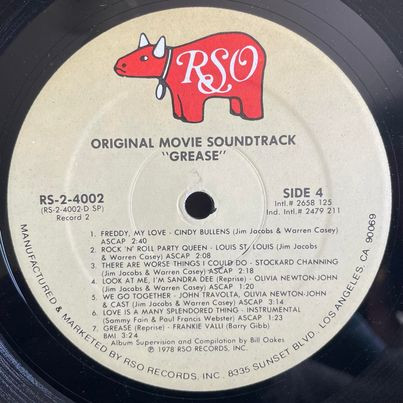 RSO
ORIGINAL MOVIE SOUNDTRACK
"GREASE"
RS-2-4002
(RS-2-4002-D SP)
Record 2
SIDE 4
Intl.# 2658 125
Ind. Int.# 2479 211
1. FREDDY, MY LOVE - CINDY BULLENS (Jim Jacobs & Warren Casey)
ASCAP 2:40
2. ROCK 'N' ROLL PARTY QUEEN - LOUIS ST. LOUIS (Jim Jacobs
& Warren Casey) ASCAP 2:08
3. THERE ARE WORSE THINGS I COULD DO - STOCKARD CHANNING
(Jim Jacobs & Warren Casey) ASCAP 2:18
4. LOOK AT ME, I'M SANDRA DEE (Reprise) - OLIVIA NEWTON-JOHN
(Jim Jacobs & Warren Casey) ASCAP 1:20
5. WE GO TOGETHER - JOHN TRAVOLTA, OLIVIA NEWTON-JOHN
& CAST (Jim Jacobs & Warren Casey) ASCAP 3:14
6. LOVE IS A MANY SPLENDORED THING - INSTRUMENTAL
(Sammy Fain & Paul Francis Webster) ASCAP 1:23
7. GREASE (Reprise) - FRANKIE VALLI (Barry Gibb)
BMI 3:24
Album Supervision and Compilation by Bill Oakes
℗ 1978 RSO RECORDS, INC.
MANUFACTURED & MARKETED BY RSO RECORDS, INC. 8335 SUNSET BLVD. LOS ANGELES, CA. 90069